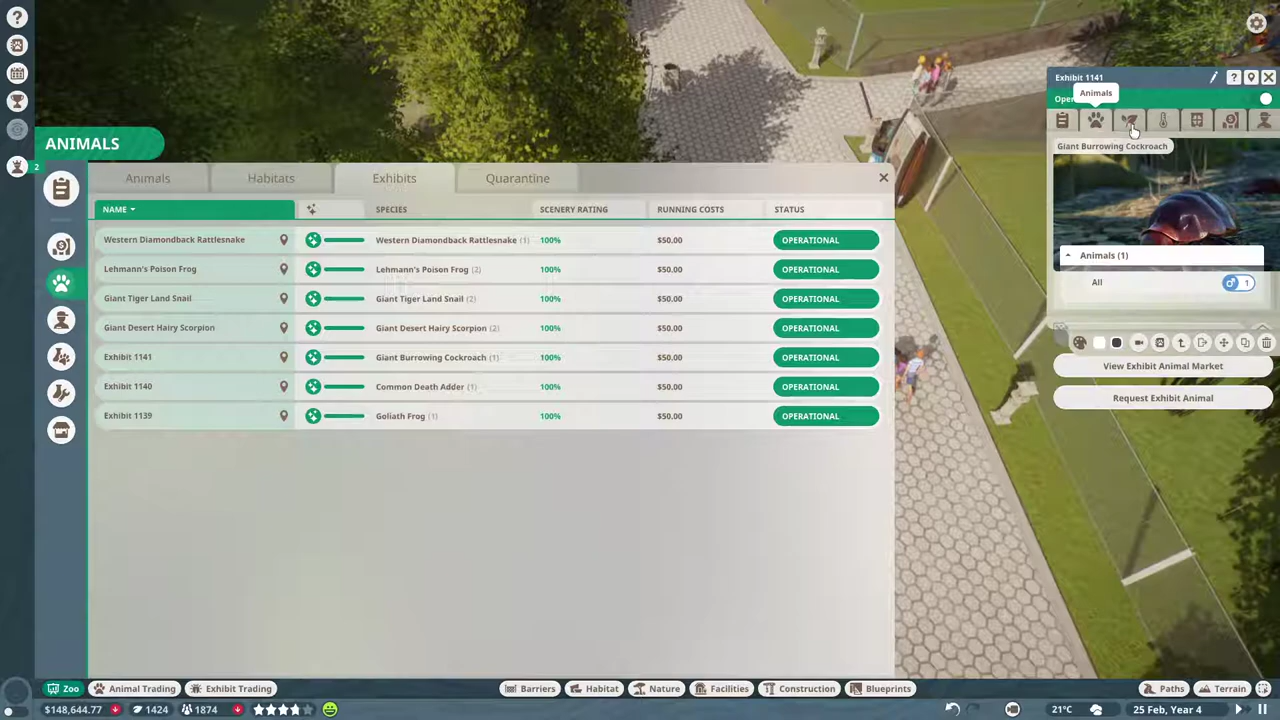 Exhibit 1141
Animals
Giant Burrowing Cockroach
Animals (1)
All
1
View Exhibit Animal Market
Request Exhibit Animal
2
ANIMALS
Animals Habitats Exhibits Quarantine
NAME SPECIES SCENERY RATING RUNNING COSTS STATUS
Western Diamondback Rattlesnake Western Diamondback Rattlesnake (1) 100% $50.00 OPERATIONAL
Lehmann's Poison Frog Lehmann's Poison Frog (2) 100% $50.00 OPERATIONAL
Giant Tiger Land Snail Giant Tiger Land Snail (2) 100% $50.00 OPERATIONAL
Giant Desert Hairy Scorpion Giant Desert Hairy Scorpion (2) 100% $50.00 OPERATIONAL
Exhibit 1141 Giant Burrowing Cockroach (1) 100% $50.00 OPERATIONAL
Exhibit 1140 Common Death Adder (1) 100% $50.00 OPERATIONAL
Exhibit 1139 Goliath Frog (1) 100% $50.00 OPERATIONAL
Zoo Animal Trading Exhibit Trading Barriers Habitat Nature Facilities Construction Blueprints Paths Terrain
$148,644.77 1424 1874 21°C 25 Feb, Year 4